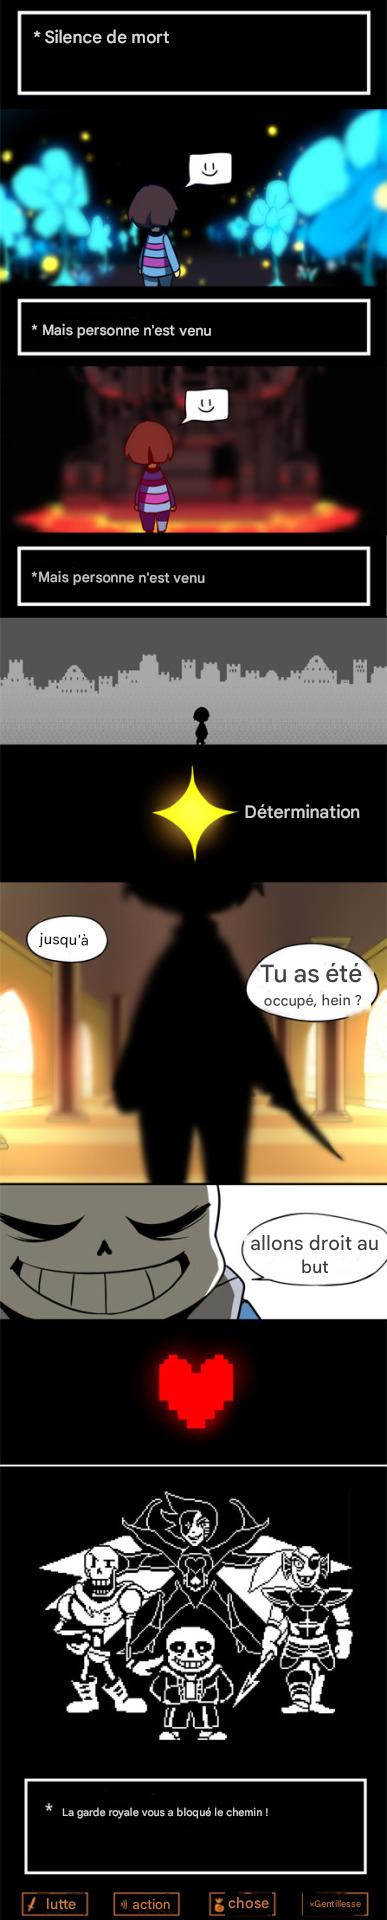 * Silence de mort
* Mais personne n'est venu
*Mais personne n'est venu
Détermination
jusqu'à
Tu as été
occupé, hein ?
allons droit au
but
* La garde royale vous a bloqué le chemin !
lutte
action
chose
×Gentillesse